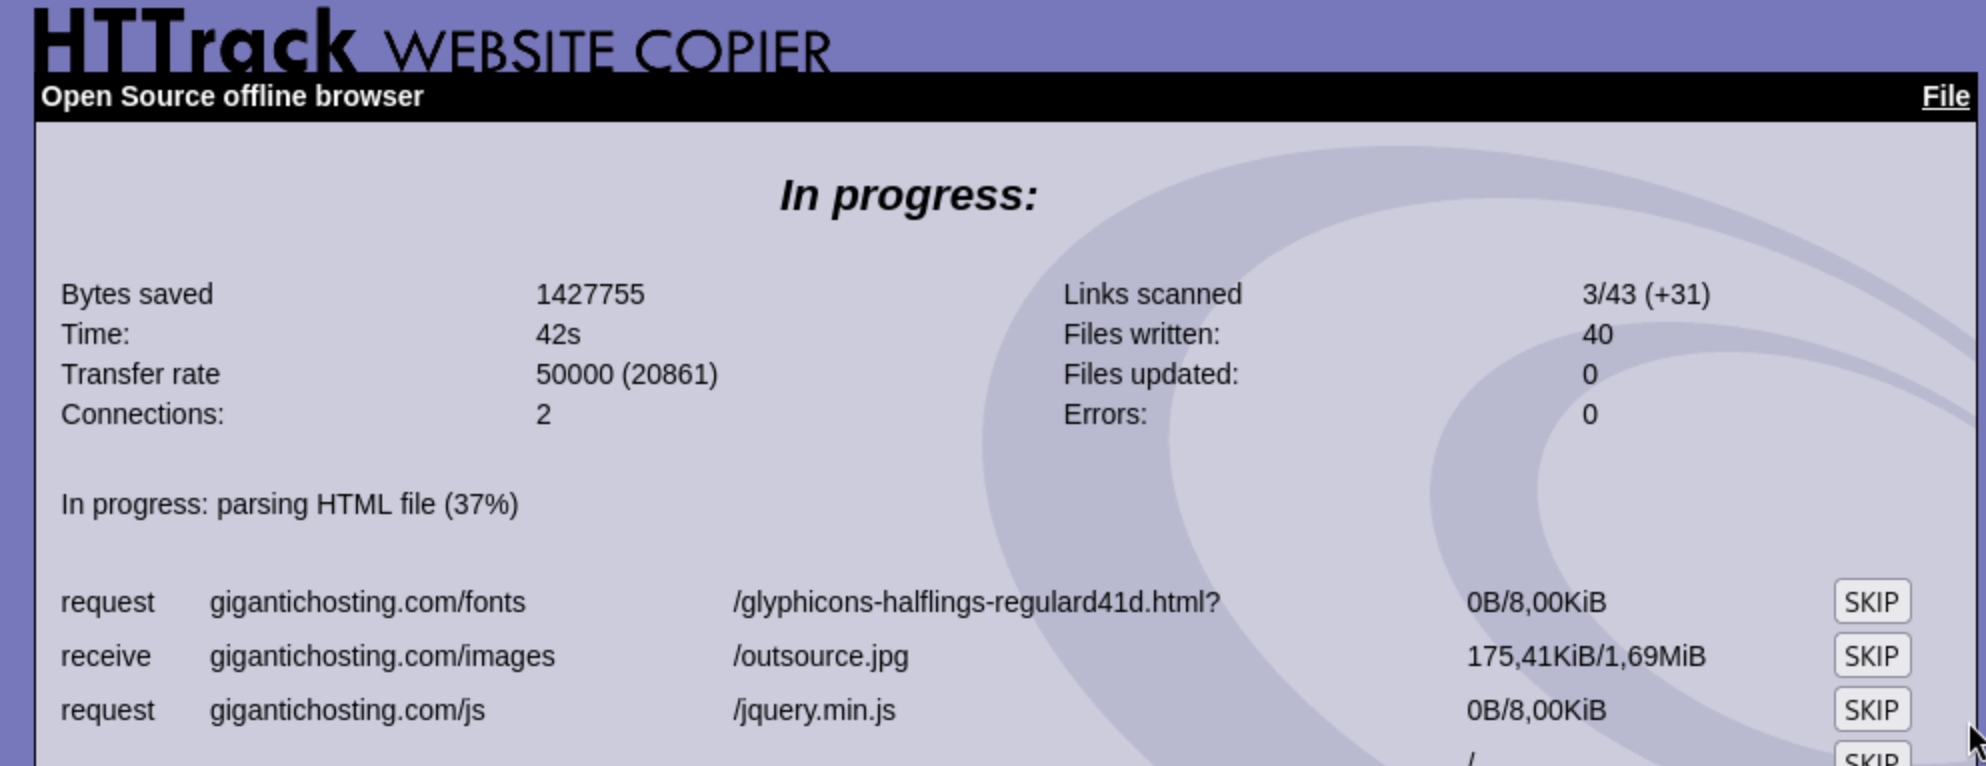 HTTrack WEBSITE COPIER
Open Source offline browser File
In progress:
Bytes saved 1427755 Links scanned 3/43 (+31)
Time: 42s Files written: 40
Transfer rate 50000 (20861) Files updated: 0
Connections: 2 Errors: 0
In progress: parsing HTML file (37%)
request gigantichosting.com/fonts /glyphicons-halflings-regulard41d.html? 0B/8,00KiB SKIP
receive gigantichosting.com/images /outsource.jpg 175,41KiB/1,69MiB SKIP
request gigantichosting.com/js /jquery.min.js 0B/8,00KiB SKIP
/ SKIP